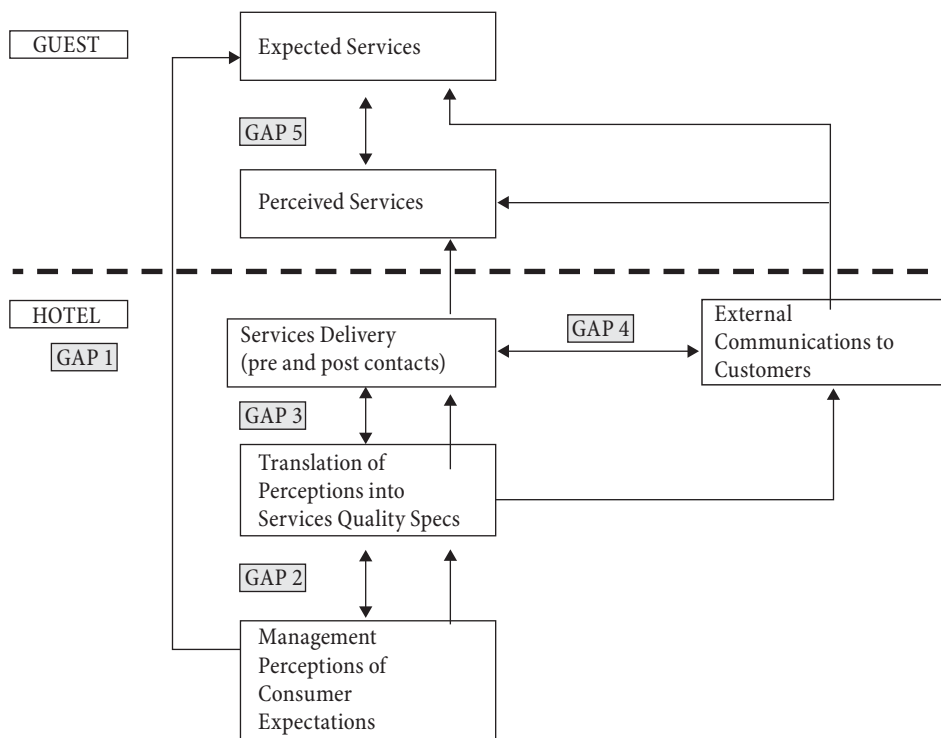 GUEST
Expected Services
GAP 5
Perceived Services
HOTEL
GAP 1
Services Delivery
(pre and post contacts)
GAP 4
External
Communications to
Customers
GAP 3
Translation of
Perceptions into
Services Quality Specs
GAP 2
Management
Perceptions of
Consumer
Expectations